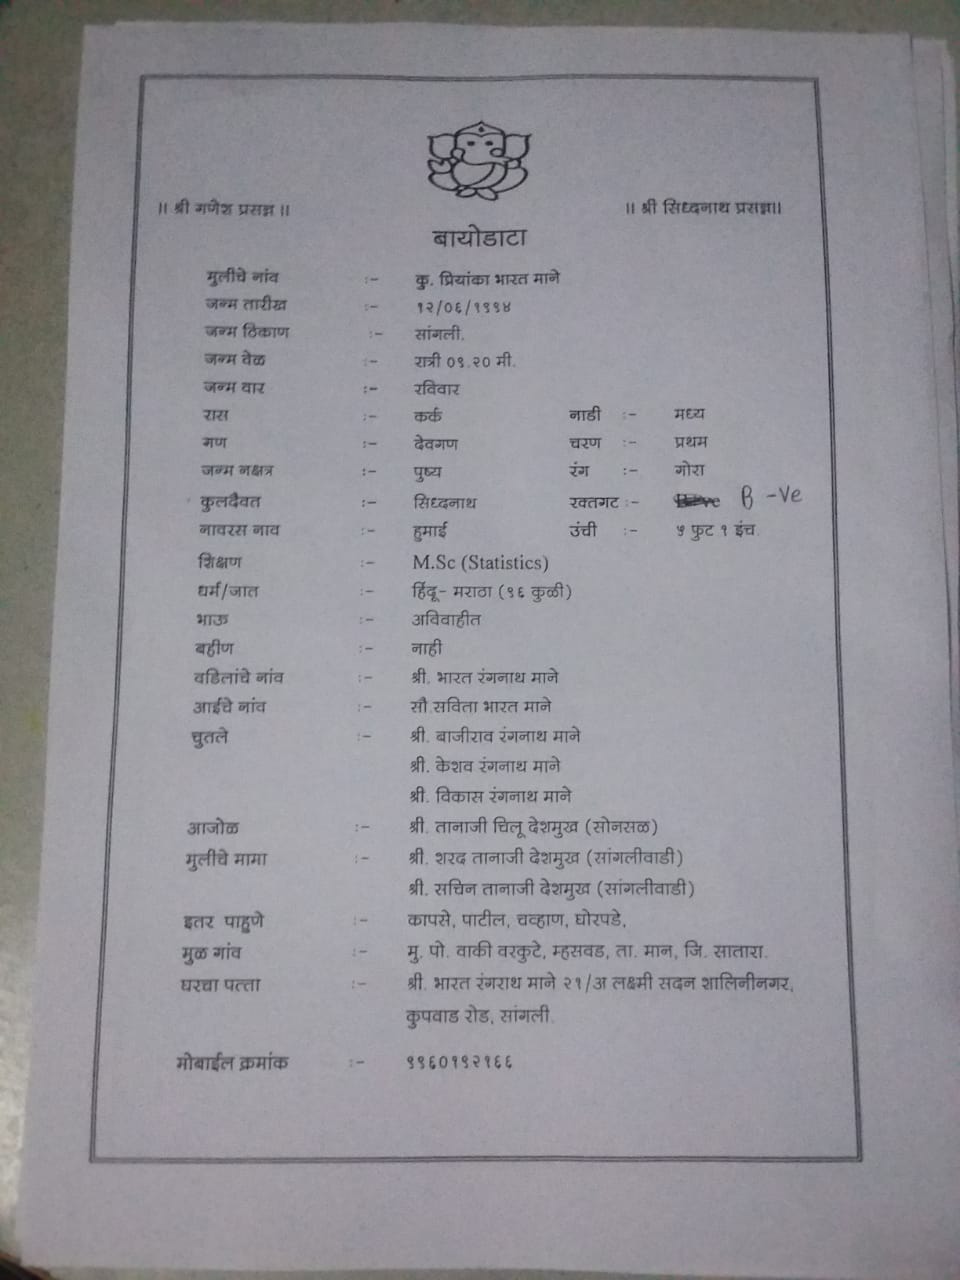 ॥ श्री गणेश प्रसन्न ॥ ॥ श्री सिध्दनाथ प्रसन्न॥
बायोडाटा
मुलीचे नांव :- कु. प्रियांका भारत माने
जन्म तारीख :- १२/०६/१९९४
जन्म ठिकाण :- सांगली.
जन्म वेळ :- रात्री ०९.२० मी.
जन्म वार :- रविवार
रास :- कर्क नाडी :- मध्य
गण :- देवगण चरण :- प्रथम
जन्म नक्षत्र :- पुष्य रंग :- गोरा
कुलदैवत :- सिध्दनाथ रक्तगट :- B -Ve
नावरस नाव :- हुमाई उंची :- ५ फुट १ इंच.
शिक्षण :- M.Sc (Statistics)
धर्म/जात :- हिंदू- मराठा (९६ कुळी)
भाऊ :- अविवाहीत
बहीण :- नाही
वडिलांचे नांव :- श्री. भारत रंगनाथ माने
आईचे नांव :- सौ.सविता भारत माने
चुतले :- श्री. बाजीराव रंगनाथ माने
श्री. केशव रंगनाथ माने
श्री. विकास रंगनाथ माने
आजोळ :- श्री. तानाजी चिलू देशमुख (सोनसळ)
मुलीचे मामा :- श्री. शरद तानाजी देशमुख (सांगलीवाडी)
श्री. सचिन तानाजी देशमुख (सांगलीवाडी)
इतर पाहुणे :- कापसे, पाटील, चव्हाण, घोरपडे,
मुळ गांव :- मु. पो. वाकी वरकुटे, म्हसवड, ता. मान, जि. सातारा.
घरचा पत्ता :- श्री. भारत रंगराथ माने २१/अ लक्ष्मी सदन शालिनीनगर,
कुपवाड रोड, सांगली.
मोबाईल क्रमांक :- ९९६०१९२१६६